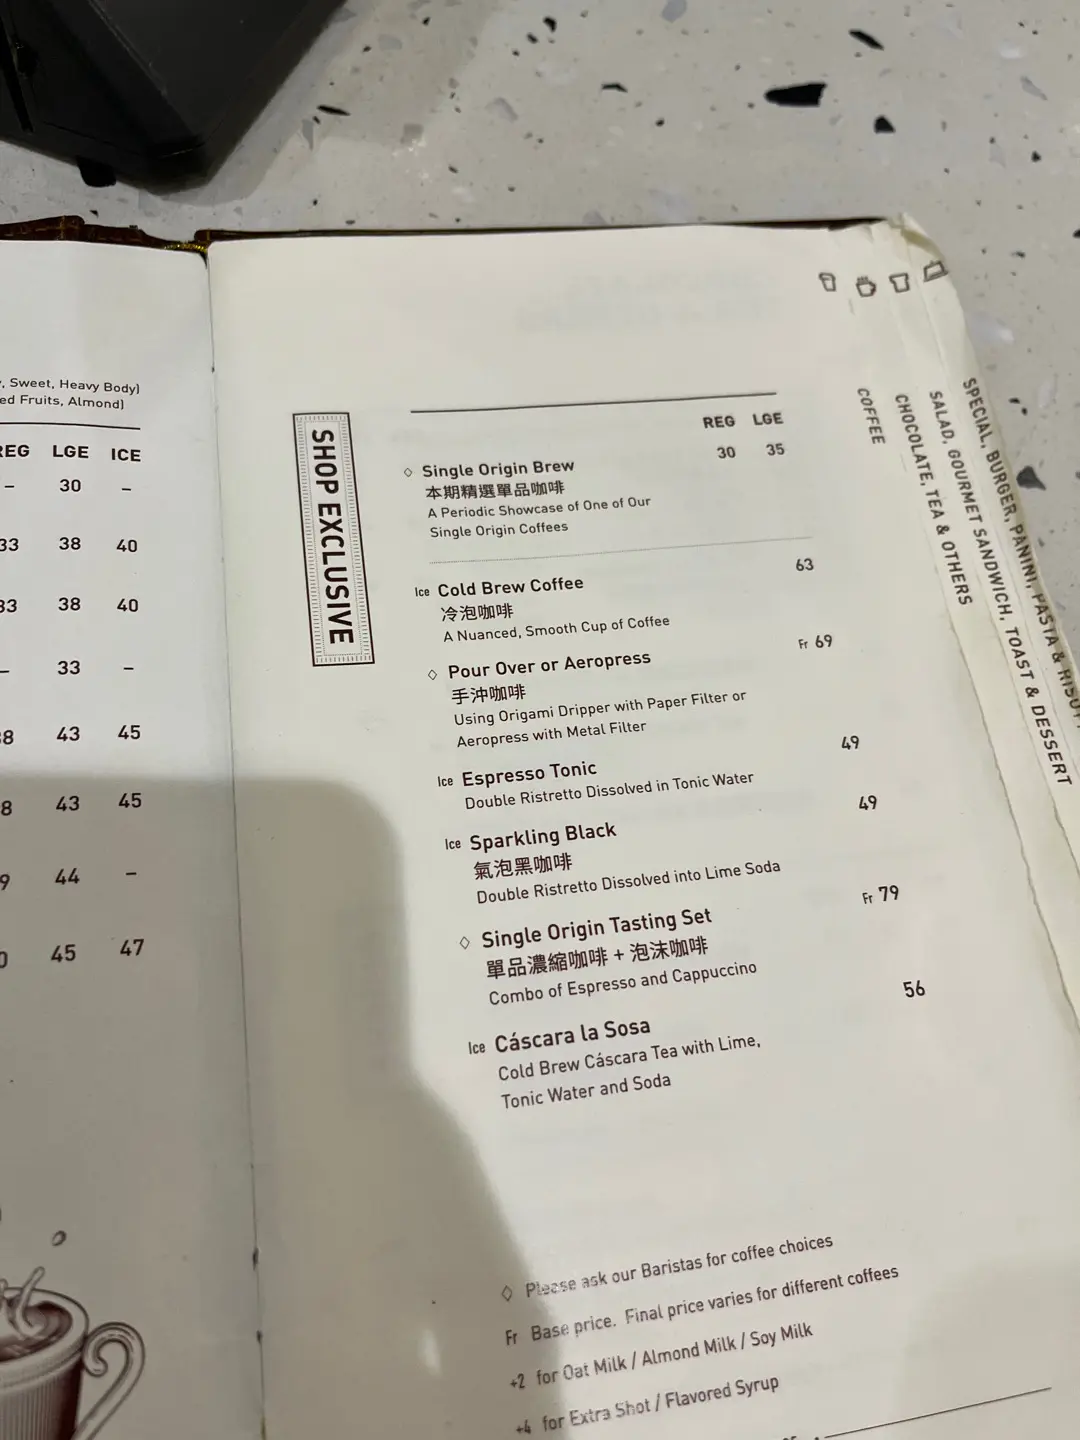 , Sweet, Heavy Body)
ed Fruits, Almond)
REG LGE ICE
– 30 –
33 38 40
33 38 40
– 33 –
8 43 45
8 43 45
9 44 –
0 45 47
SHOP EXCLUSIVE
REG LGE
◇ Single Origin Brew 30 35
本期精選單品咖啡
A Periodic Showcase of One of Our
Single Origin Coffees
Ice Cold Brew Coffee 63
冷泡咖啡
A Nuanced, Smooth Cup of Coffee
◇ Pour Over or Aeropress Fr 69
手沖咖啡
Using Origami Dripper with Paper Filter or
Aeropress with Metal Filter
Ice Espresso Tonic 49
Double Ristretto Dissolved in Tonic Water
Ice Sparkling Black 49
氣泡黑咖啡
Double Ristretto Dissolved into Lime Soda
◇ Single Origin Tasting Set Fr 79
單品濃縮咖啡 + 泡沫咖啡
Combo of Espresso and Cappuccino
Ice Cáscara la Sosa 56
Cold Brew Cáscara Tea with Lime,
Tonic Water and Soda
◇ Please ask our Baristas for coffee choices
Fr Base price. Final price varies for different coffees
+2 for Oat Milk / Almond Milk / Soy Milk
+4 for Extra Shot / Flavored Syrup
COFFEE
CHOCOLATE, TEA & OTHERS
SALAD, GOURMET SANDWICH, TOAST & DESSERT
SPECIAL, BURGER, PANINI, PASTA &